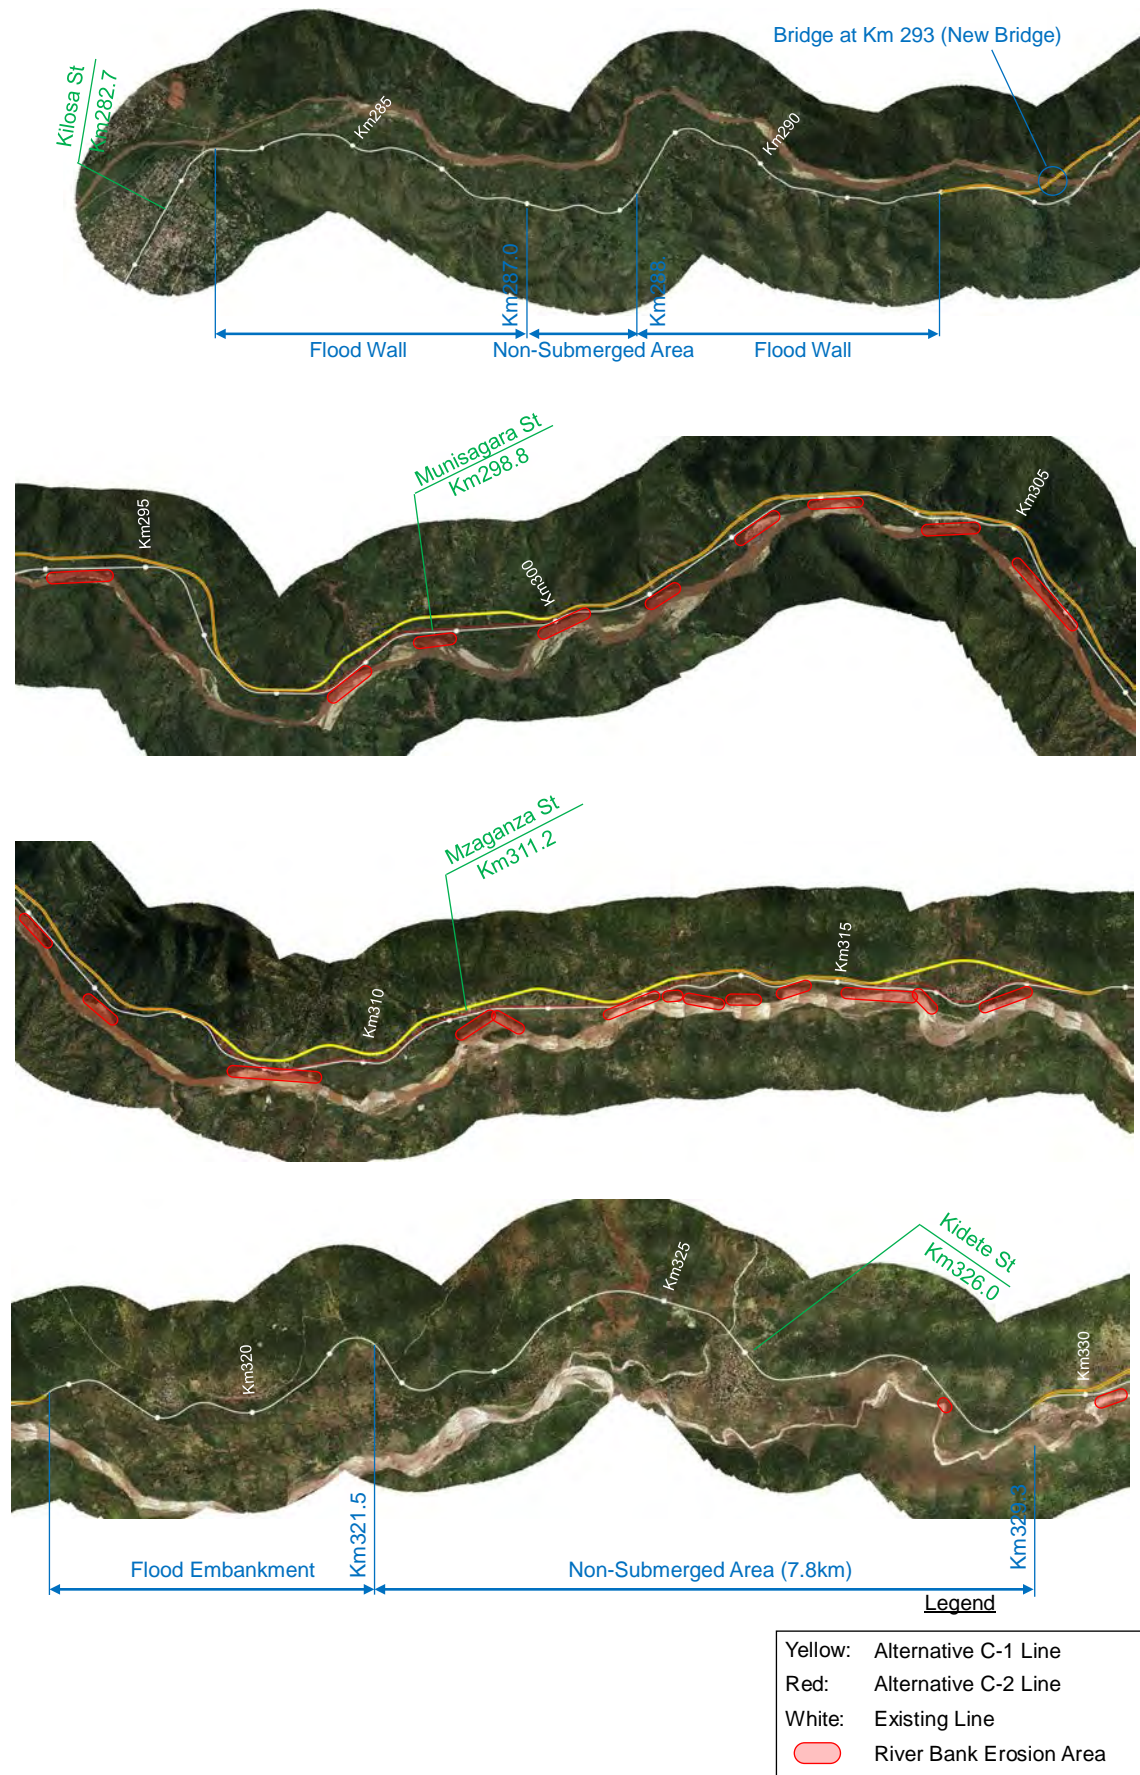 Bridge at Km 293 (New Bridge)
Kilosa St
Km282.7
Km285
Km290
Km287.0
Km288.
Flood Wall
Non-Submerged Area
Flood Wall
Munisagara St
Km298.8
Km295
Km300
Km305
Mzaganza St
Km311.2
Km310
Km315
Kidete St
Km326.0
Km320
Km325
Km330
Km321.5
Km329.3
Flood Embankment
Non-Submerged Area (7.8km)
Legend
Yellow: Alternative C-1 Line
Red: Alternative C-2 Line
White: Existing Line
River Bank Erosion Area